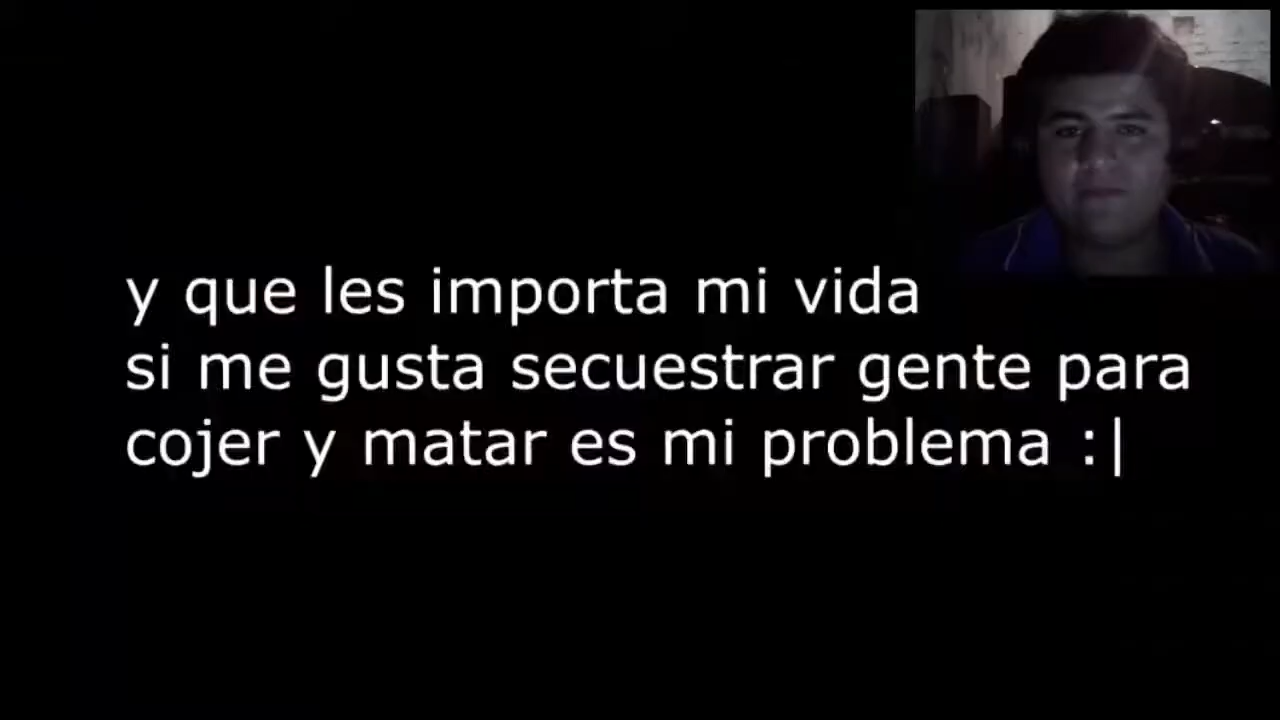 y que les importa mi vida
si me gusta secuestrar gente para
cojer y matar es mi problema :|